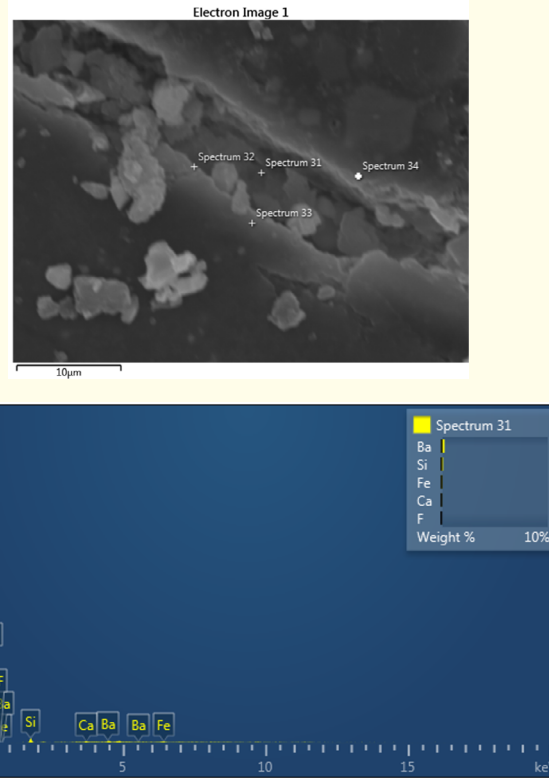 Electron Image 1
Spectrum 32
Spectrum 31
Spectrum 34
Spectrum 33
10µm
Spectrum 31
Ba
Si
Fe
Ca
F
Weight % 10%
Si Ca Ba Ba Fe
5 10 15